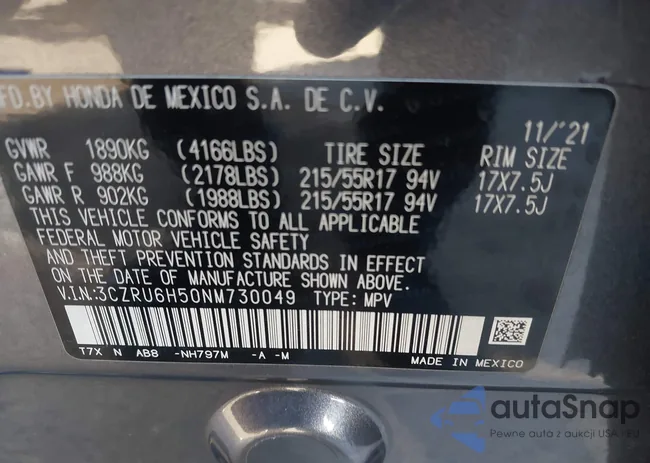 MFD.BY HONDA DE MEXICO S.A. DE C.V.
11/'21
GVWR 1890KG (4166LBS) TIRE SIZE RIM SIZE
GAWR F 988KG (2178LBS) 215/55R17 94V 17X7.5J
GAWR R 902KG (1988LBS) 215/55R17 94V 17X7.5J
THIS VEHICLE CONFORMS TO ALL APPLICABLE
FEDERAL MOTOR VEHICLE SAFETY
AND THEFT PREVENTION STANDARDS IN EFFECT
ON THE DATE OF MANUFACTURE SHOWN ABOVE.
V.IN:3CZRU6H50NM730049 TYPE: MPV
T7X N AB8 -NH797M -A -M
MADE IN MEXICO
autaSnap
Pewne auta z aukcji USA, EU